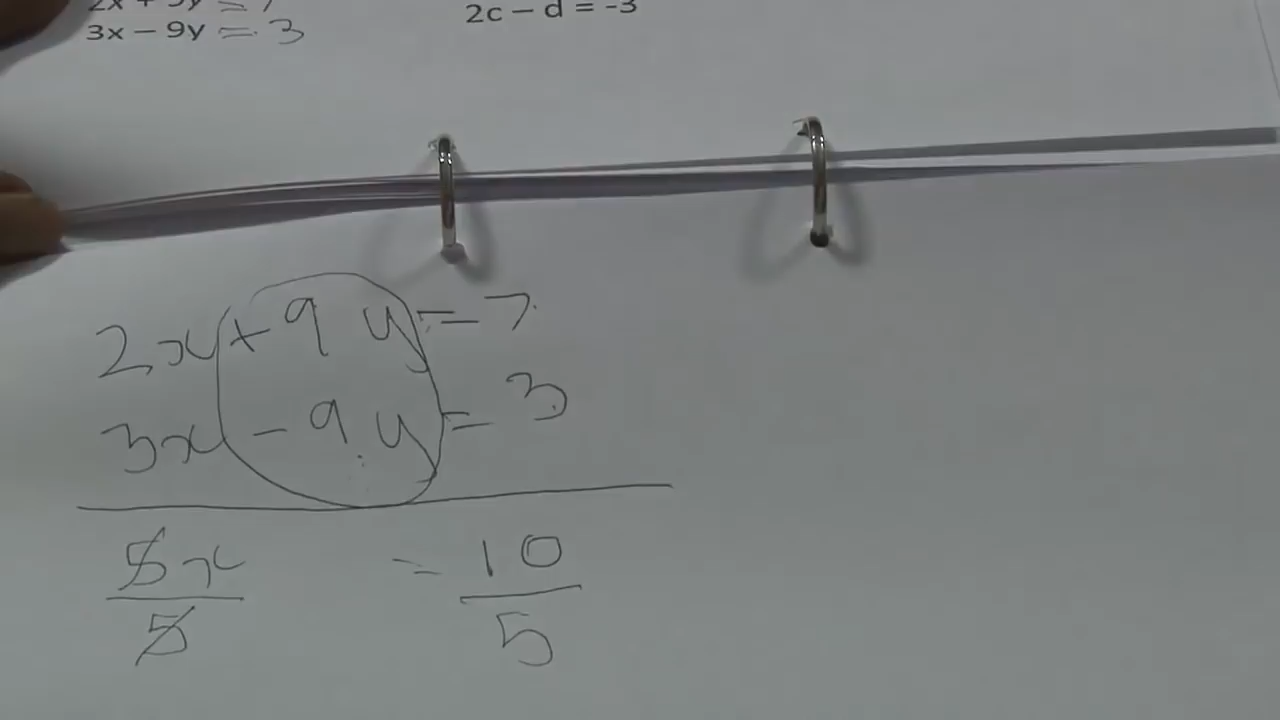 3x – 9y = 3
2c – d = -3
2x + 9y = 7
3x - 9y = 3
5x = 10
5 5